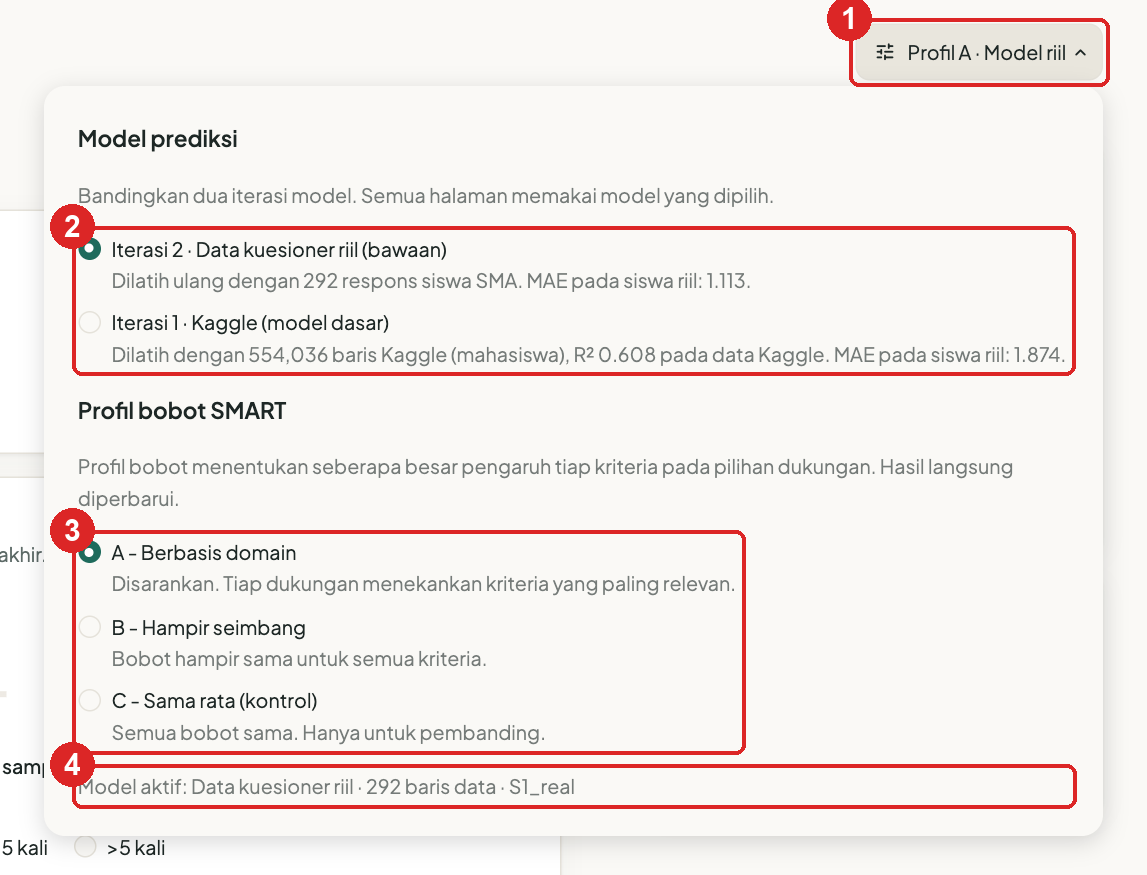 1
Profil A · Model riil
Model prediksi
Bandingkan dua iterasi model. Semua halaman memakai model yang dipilih.
2
Iterasi 2 · Data kuesioner riil (bawaan)
Dilatih ulang dengan 292 respons siswa SMA. MAE pada siswa riil: 1.113.
Iterasi 1 · Kaggle (model dasar)
Dilatih dengan 554,036 baris Kaggle (mahasiswa), R² 0.608 pada data Kaggle. MAE pada siswa riil: 1.874.
Profil bobot SMART
Profil bobot menentukan seberapa besar pengaruh tiap kriteria pada pilihan dukungan. Hasil langsung
diperbarui.
3
A - Berbasis domain
akhir.
Disarankan. Tiap dukungan menekankan kriteria yang paling relevan.
B - Hampir seimbang
Bobot hampir sama untuk semua kriteria.
C - Sama rata (kontrol)
Semua bobot sama. Hanya untuk pembanding.
4
Model aktif: Data kuesioner riil · 292 baris data · S1_real
5 kali
>5 kali